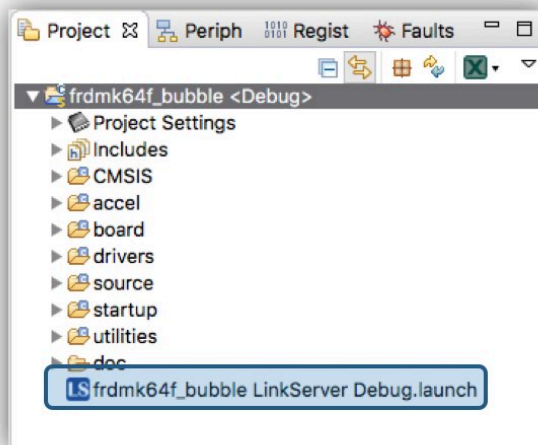 Project Periph Regist Faults
frdmk64f_bubble <Debug>
Project Settings
Includes
CMSIS
accel
board
drivers
source
startup
utilities
doc
LS frdmk64f_bubble LinkServer Debug.launch